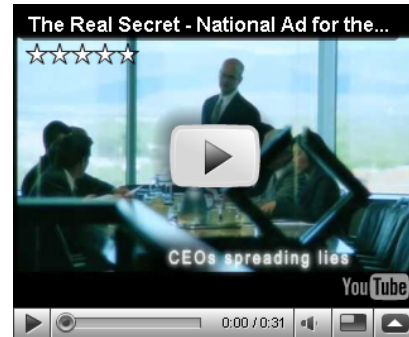 The Real Secret - National Ad for the...
CEOs spreading lies
YouTube
0:00 / 0:31